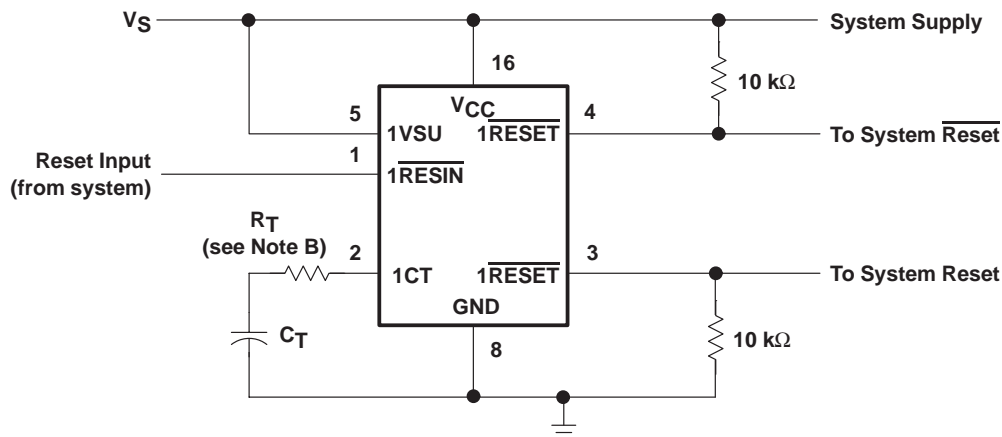 VS
System Supply
16
10 kΩ
VCC
5
4
1VSU
1RESET
To System Reset
1
Reset Input
(from system)
1RESIN
RT
(see Note B)
2
3
1CT
1RESET
To System Reset
GND
CT
8
10 kΩ